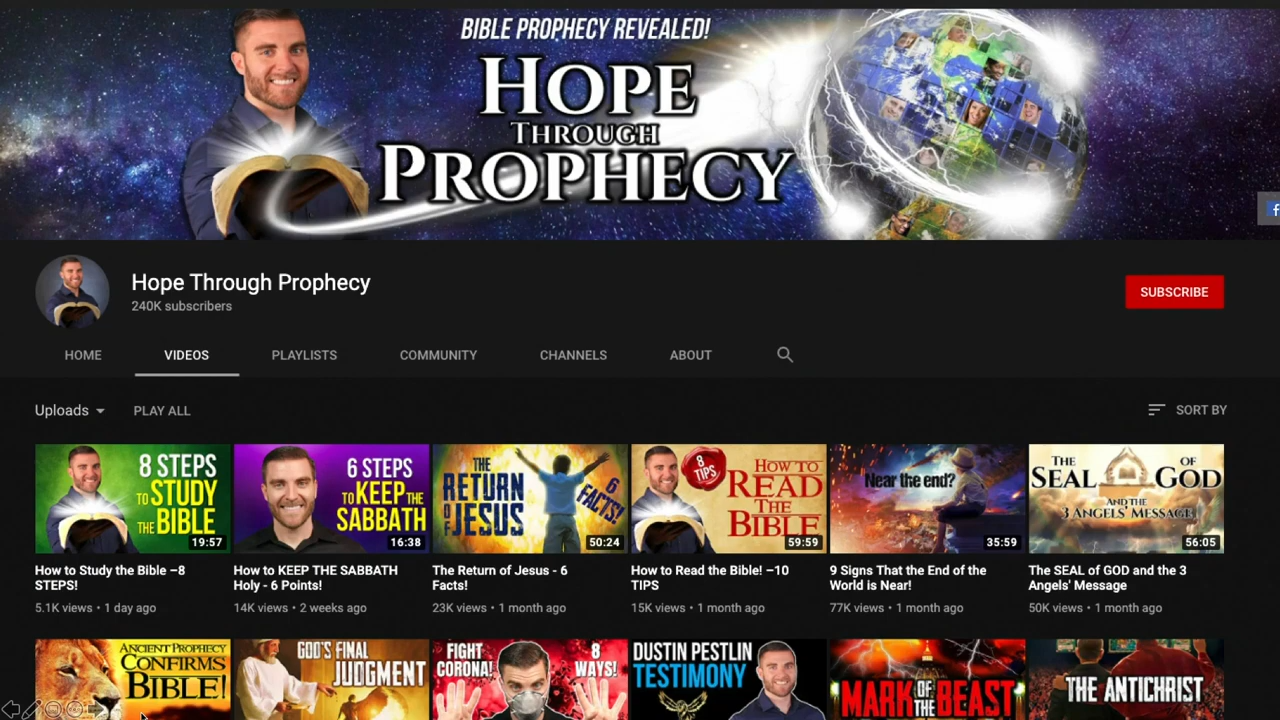 BIBLE PROPHECY REVEALED!
HOPE
THROUGH
PROPHECY
Hope Through Prophecy
240K subscribers
SUBSCRIBE
HOME VIDEOS PLAYLISTS COMMUNITY CHANNELS ABOUT
Uploads PLAY ALL SORT BY
8 STEPS
TO STUDY
THE BIBLE
19:57
6 STEPS
TO KEEP THE
SABBATH
16:38
THE
RETURN
OF
JESUS
6
FACTS!
50:24
8
TIPS
HOW TO
READ
THE
BIBLE
59:59
Near the end?
35:59
THE SEAL OF GOD
AND THE
3 ANGELS' MESSAGE
56:05
How to Study the Bible –8
STEPS!
5.1K views • 1 day ago
How to KEEP THE SABBATH
Holy - 6 Points!
14K views • 2 weeks ago
The Return of Jesus - 6
Facts!
23K views • 1 month ago
How to Read the Bible! –10
TIPS
15K views • 1 month ago
9 Signs That the End of the
World is Near!
77K views • 1 month ago
The SEAL of GOD and the 3
Angels' Message
50K views • 1 month ago
ANCIENT PROPHECY
CONFIRMS
BIBLE!
GOD'S FINAL
JUDGMENT
FIGHT
CORONA!
8
WAYS!
DUSTIN PESTLIN
TESTIMONY
MARK OF THE BEAST
THE ANTICHRIST